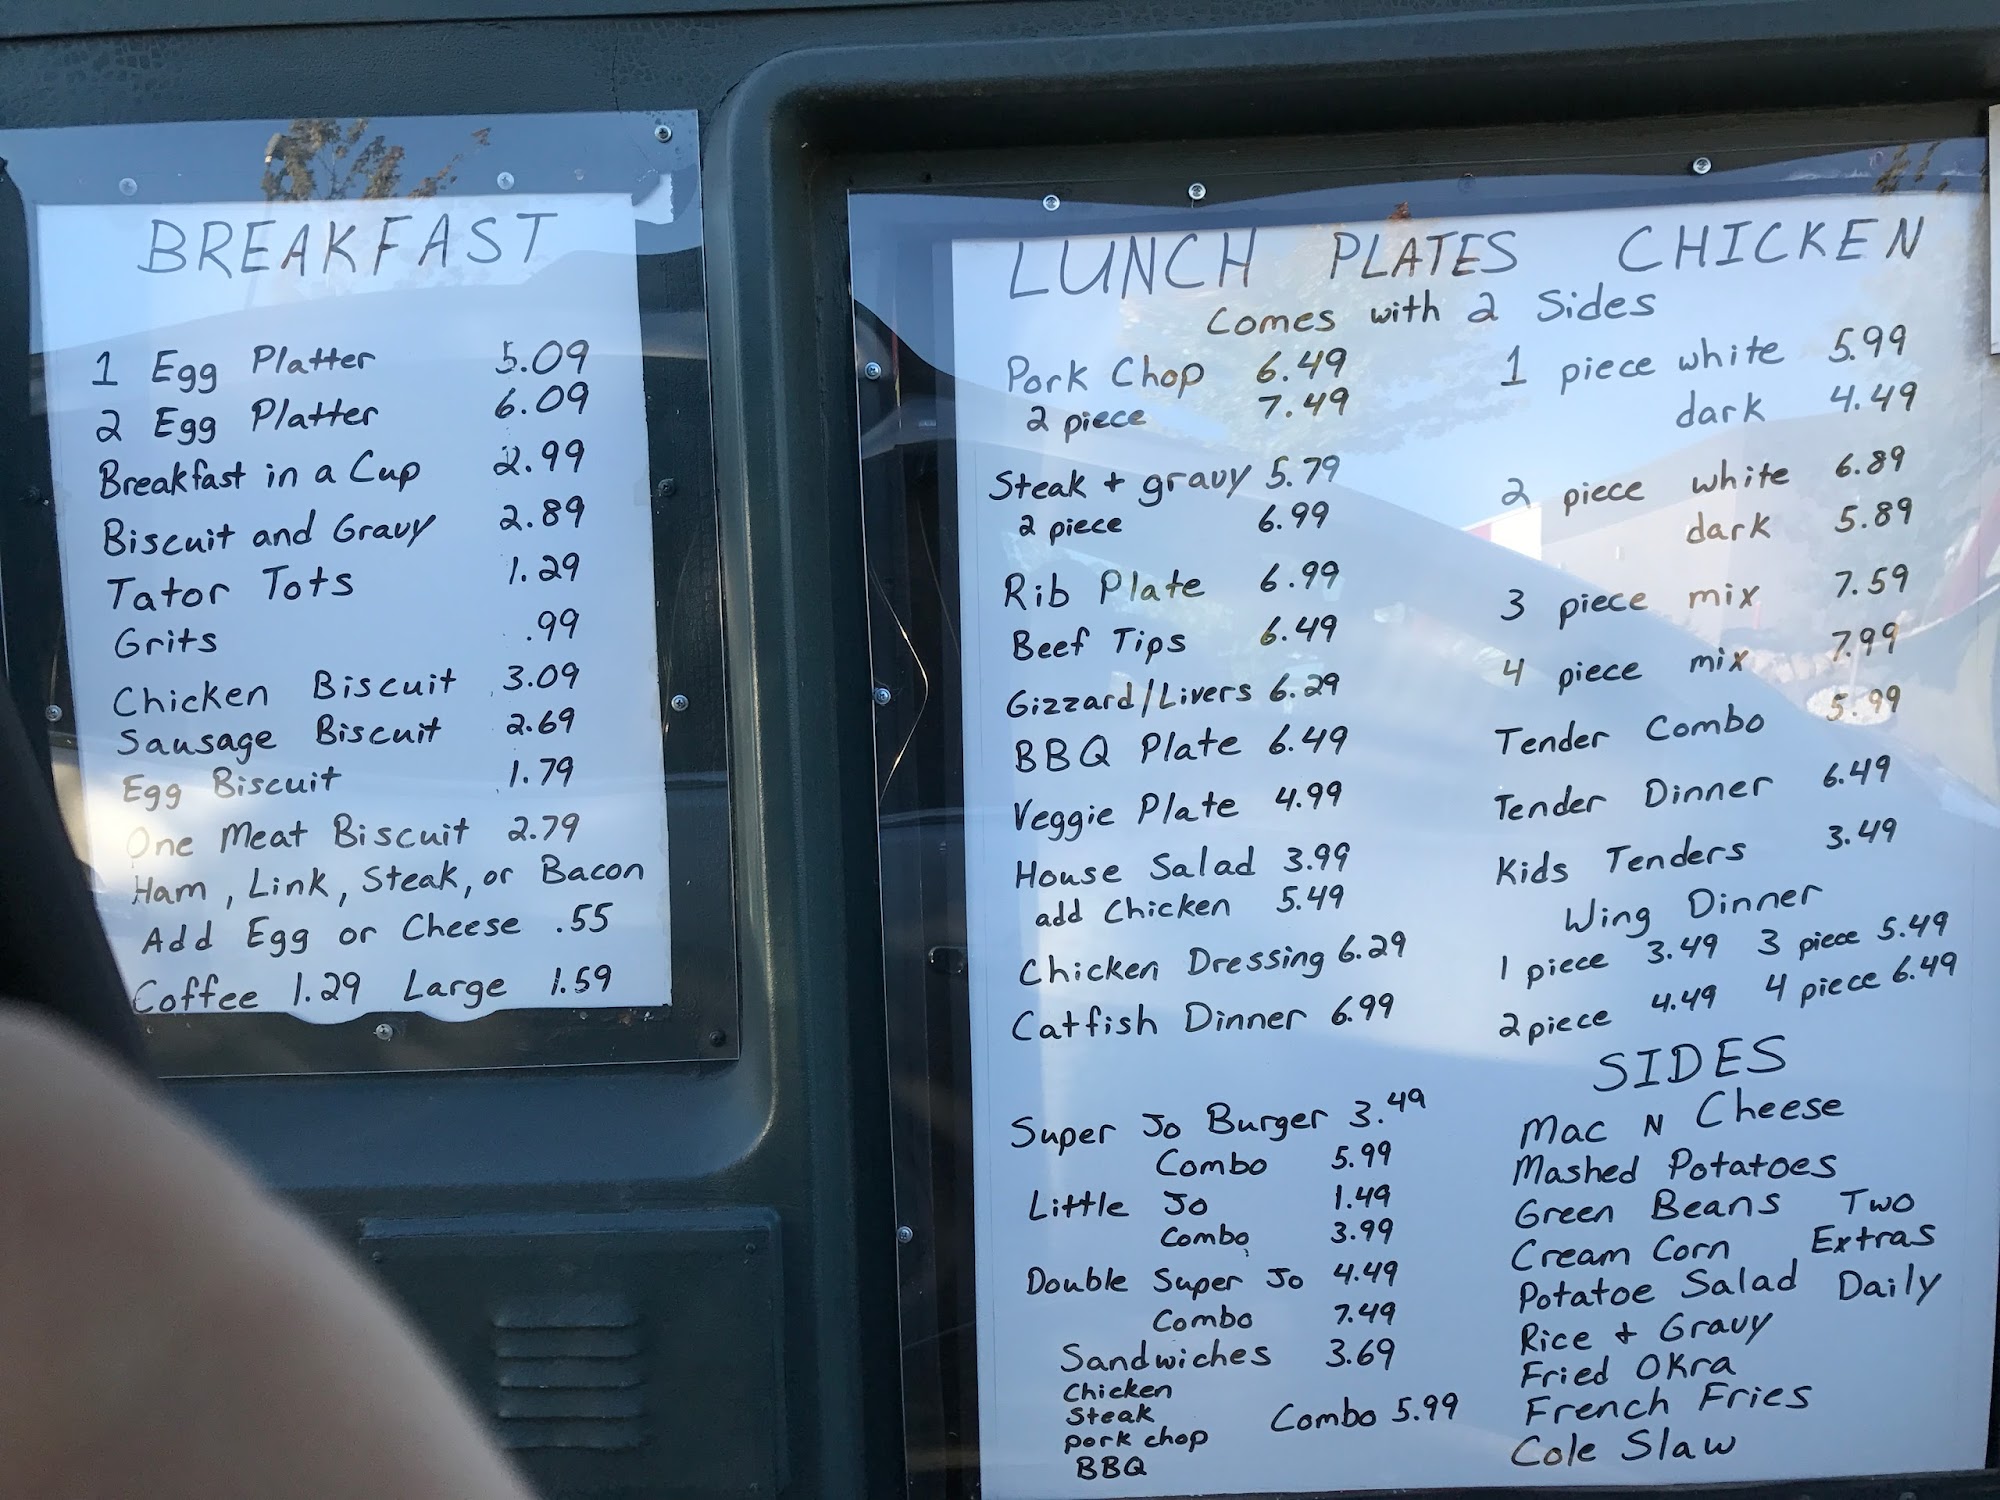 BREAKFAST
1 Egg Platter 5.09
2 Egg Platter 6.09
Breakfast in a Cup 2.99
Biscuit and Gravy 2.89
Tator Tots 1.29
Grits .99
Chicken Biscuit 3.09
Sausage Biscuit 2.69
Egg Biscuit 1.79
One Meat Biscuit 2.79
Ham, Link, Steak, or Bacon
Add Egg or Cheese .55
Coffee 1.29 Large 1.59
LUNCH PLATES CHICKEN
Comes with 2 Sides
Pork Chop 6.49
2 piece 7.49
Steak + gravy 5.79
2 piece 6.99
Rib Plate 6.99
Beef Tips 6.49
Gizzard/Livers 6.29
BBQ Plate 6.49
Veggie Plate 4.99
House Salad 3.99
add Chicken 5.49
Chicken Dressing 6.29
Catfish Dinner 6.99
Super Jo Burger 3.49
Combo 5.99
Little Jo 1.49
Combo 3.99
Double Super Jo 4.49
Combo 7.49
Sandwiches 3.69
Chicken
Steak
Pork chop Combo 5.99
BBQ
1 piece white 5.99
dark 4.49
2 piece white 6.89
dark 5.89
3 piece mix 7.59
4 piece mix 7.99
Tender Combo 5.99
Tender Dinner 6.49
Kids Tenders 3.49
Wing Dinner
1 piece 3.49 3 piece 5.49
2 piece 4.49 4 piece 6.49
SIDES
Mac N Cheese
Mashed Potatoes
Green Beans Two
Cream Corn Extras
Potatoe Salad Daily
Rice + Gravy
Fried Okra
French Fries
Cole Slaw